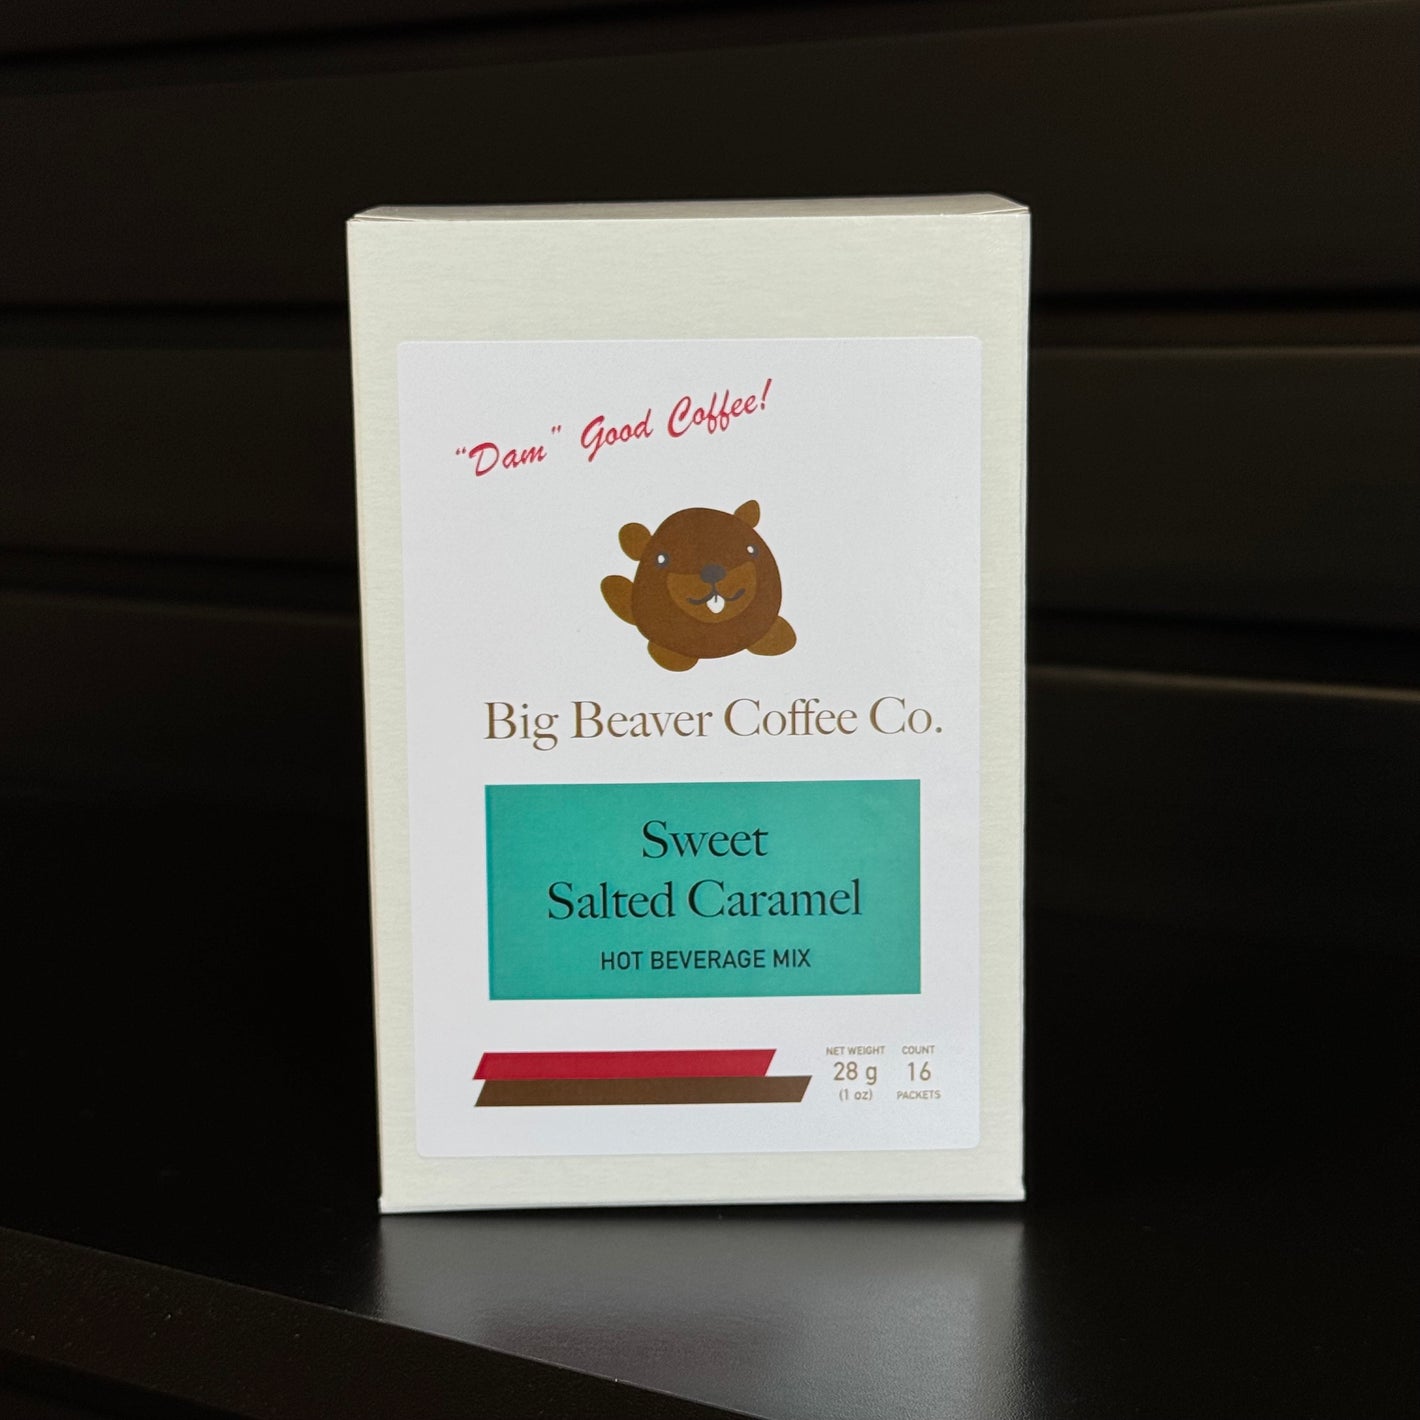 “Dam” Good Coffee!
Big Beaver Coffee Co.
Sweet
Salted Caramel
HOT BEVERAGE MIX
NET WEIGHT
28 g
(1 oz)
COUNT
16
PACKETS